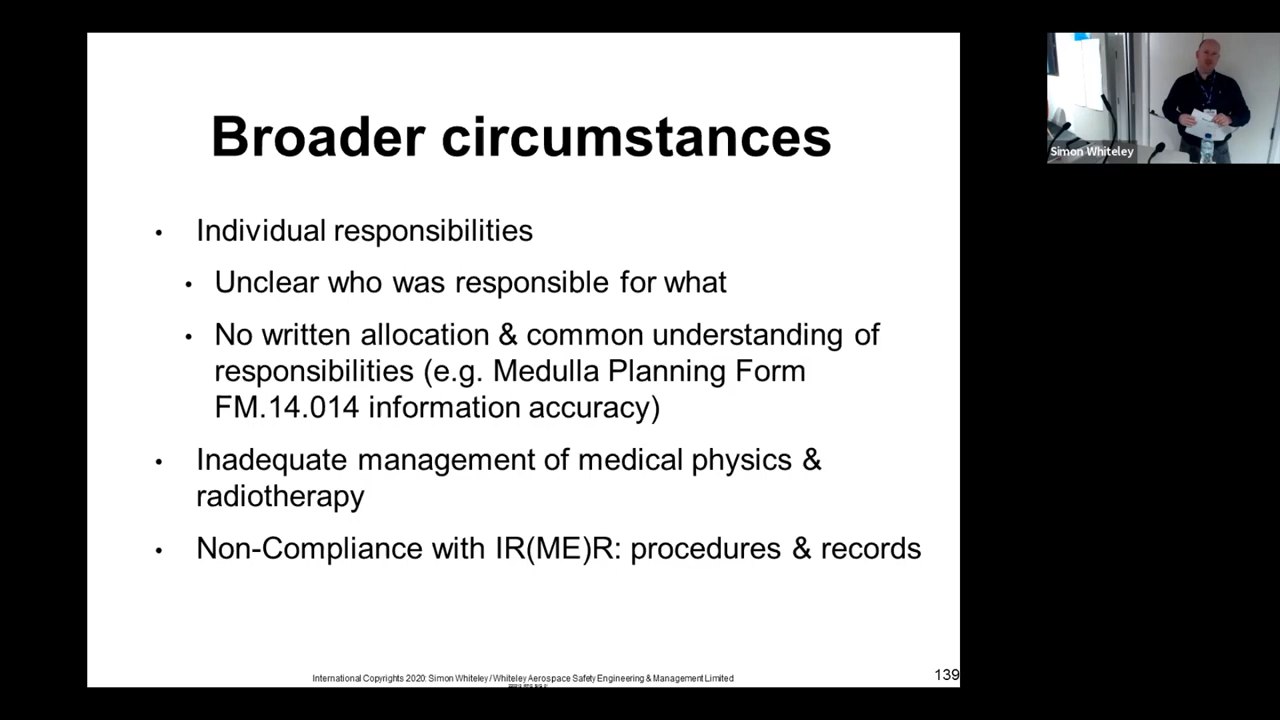 Broader circumstances
• Individual responsibilities
• Unclear who was responsible for what
• No written allocation & common understanding of
responsibilities (e.g. Medulla Planning Form
FM.14.014 information accuracy)
• Inadequate management of medical physics &
radiotherapy
• Non-Compliance with IR(ME)R: procedures & records
International Copyrights 2020: Simon Whiteley / Whiteley Aerospace Safety Engineering & Management Limited
139
Simon Whiteley